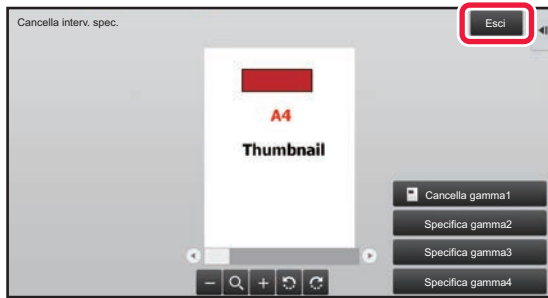 Cancella interv. spec.
Esci
A4
Thumbnail
Cancella gamma1
Specifica gamma2
Specifica gamma3
Specifica gamma4